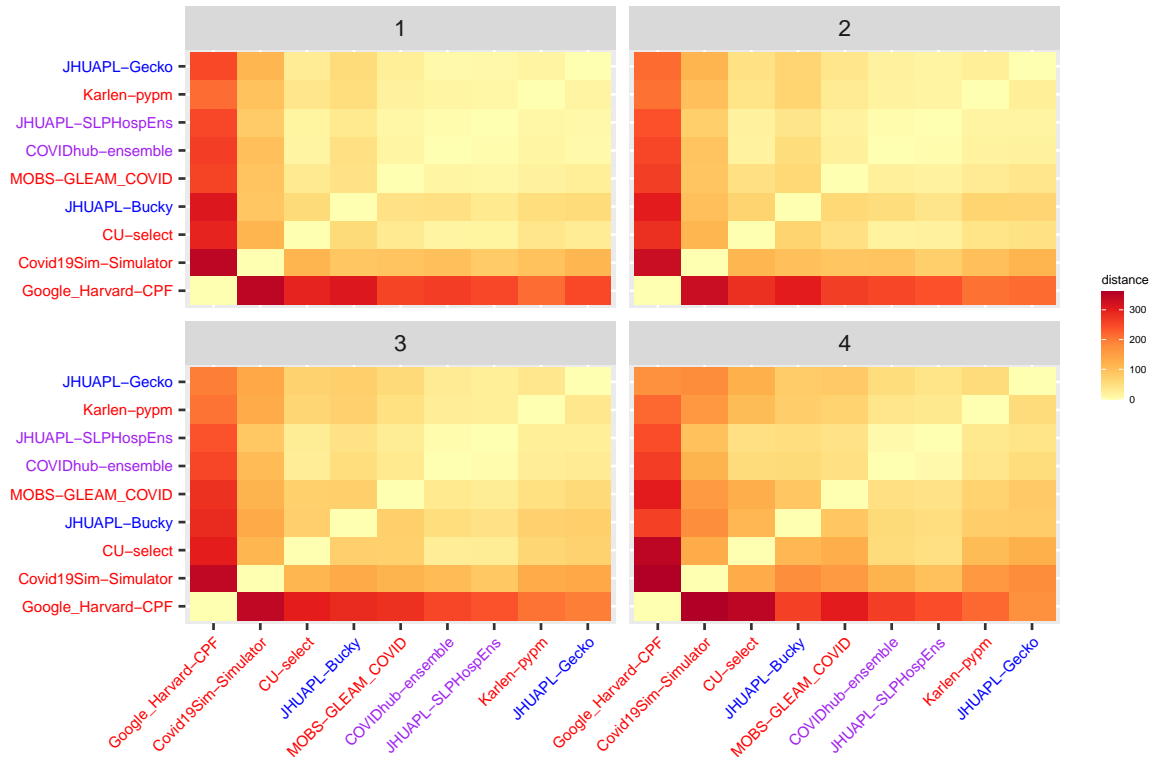 1
2
JHUAPL−Gecko
Karlen−pypm
JHUAPL−SLPHospEns
COVIDhub−ensemble
MOBS−GLEAM_COVID
JHUAPL−Bucky
CU−select
Covid19Sim−Simulator
Google_Harvard−CPF
distance
300
200
100
0
3
4
JHUAPL−Gecko
Karlen−pypm
JHUAPL−SLPHospEns
COVIDhub−ensemble
MOBS−GLEAM_COVID
JHUAPL−Bucky
CU−select
Covid19Sim−Simulator
Google_Harvard−CPF
Google_Harvard−CPF
Covid19Sim−Simulator
CU−select
JHUAPL−Bucky
MOBS−GLEAM_COVID
COVIDhub−ensemble
JHUAPL−SLPHospEns
Karlen−pypm
JHUAPL−Gecko
Google_Harvard−CPF
Covid19Sim−Simulator
CU−select
JHUAPL−Bucky
MOBS−GLEAM_COVID
COVIDhub−ensemble
JHUAPL−SLPHospEns
Karlen−pypm
JHUAPL−Gecko